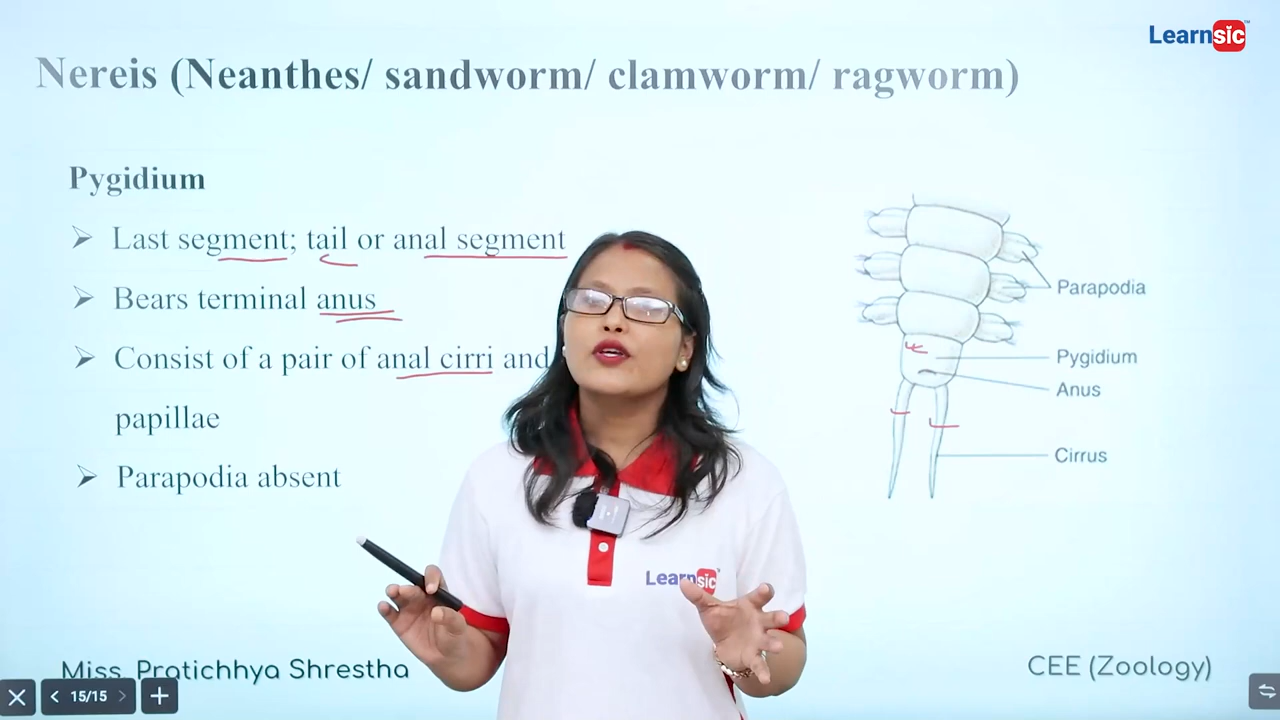 Learnsic
Nereis (Neanthes/ sandworm/ clamworm/ ragworm)
Pygidium
➢ Last segment; tail or anal segment
➢ Bears terminal anus
➢ Consist of a pair of anal cirri and
papillae
➢ Parapodia absent
Parapodia
Pygidium
Anus
Cirrus
Learnsic
Miss. Pratichhya Shrestha
CEE (Zoology)
15/15